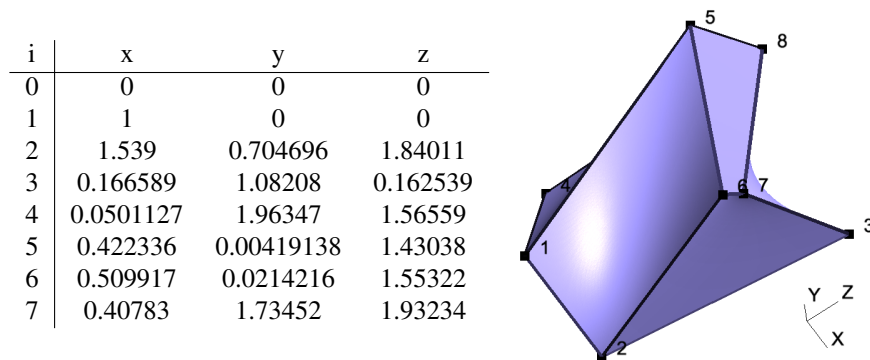 i x y z
0 0 0 0
1 1 0 0
2 1.539 0.704696 1.84011
3 0.166589 1.08208 0.162539
4 0.0501127 1.96347 1.56559
5 0.422336 0.00419138 1.43038
6 0.509917 0.0214216 1.55322
7 0.40783 1.73452 1.93234
5
8
4
6 7
3
1
2
Y Z
X